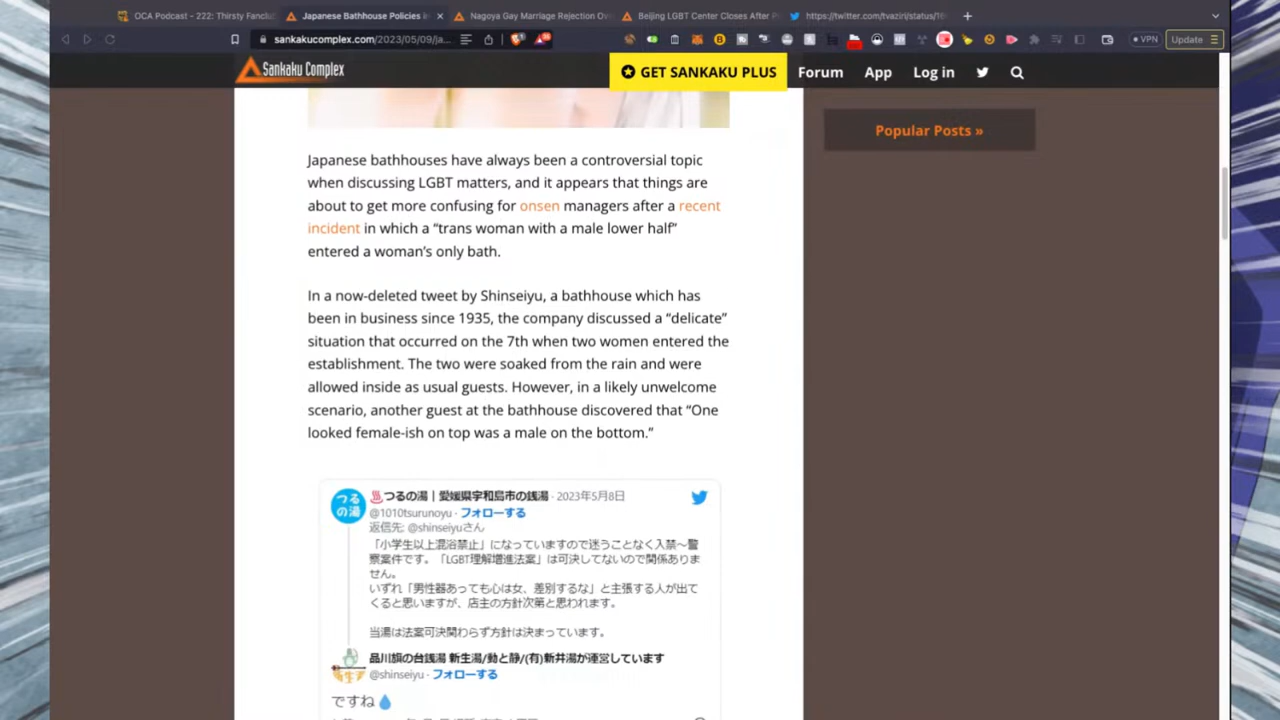 OCA Podcast - 222: Thirsty Fanclu
Japanese Bathhouse Policies i
Nagoya Gay Marriage Rejection Ov
Beijing LGBT Center Closes After P
https://twitter.com/tvaziri/status/16
sankakucomplex.com/2023/05/09/ja...
VPN
Update
Sankaku Complex
GET SANKAKU PLUS
Forum
App
Log in
Popular Posts »
Japanese bathhouses have always been a controversial topic
when discussing LGBT matters, and it appears that things are
about to get more confusing for onsen managers after a recent
incident in which a “trans woman with a male lower half”
entered a woman’s only bath.
In a now-deleted tweet by Shinseiyu, a bathhouse which has
been in business since 1935, the company discussed a “delicate”
situation that occurred on the 7th when two women entered the
establishment. The two were soaked from the rain and were
allowed inside as usual guests. However, in a likely unwelcome
scenario, another guest at the bathhouse discovered that “One
looked female-ish on top was a male on the bottom.”
つる
の湯
つるの湯｜愛媛県宇和島市の銭湯 · 2023年5月8日
@1010tsurunoyu · フォローする
返信先: @shinseiyuさん
「小学生以上混浴禁止」になっていますので迷うことなく入禁〜警
察案件です。「LGBT理解増進法案」は可決してないので関係ありま
せん。
いずれ「男性器あっても心は女、差別するな」と主張する人が出て
くると思いますが、店主の方針次第と思われます。
当湯は法案可決関わらず方針は決まっています。
品川旗の台銭湯 新生湯/動と静/(有)新井湯が運営しています
@shinseiyu · フォローする
ですね